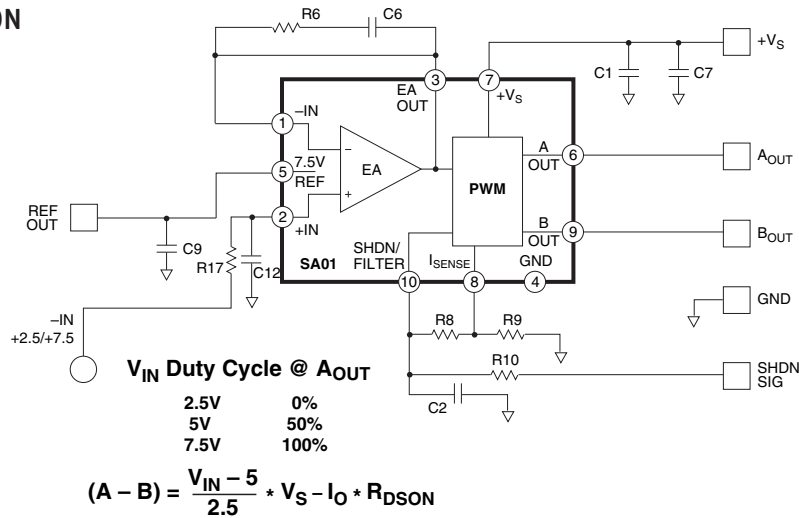 ON
R6
C6
+VS
3
7
EA
OUT
+VS
C1
C7
1
–IN
5
7.5V
REF
EA
PWM
A
OUT
6
AOUT
REF
OUT
2
+IN
B
OUT
9
BOUT
C9
R17
C12
SA01
SHDN/
FILTER
ISENSE
GND
10
8
4
GND
–IN
+2.5/+7.5
R8
R9
R10
SHDN
SIG
C2
VIN Duty Cycle @ AOUT
2.5V 0%
5V 50%
7.5V 100%
(A – B) = VIN – 5 / 2.5 * VS – IO * RDSON